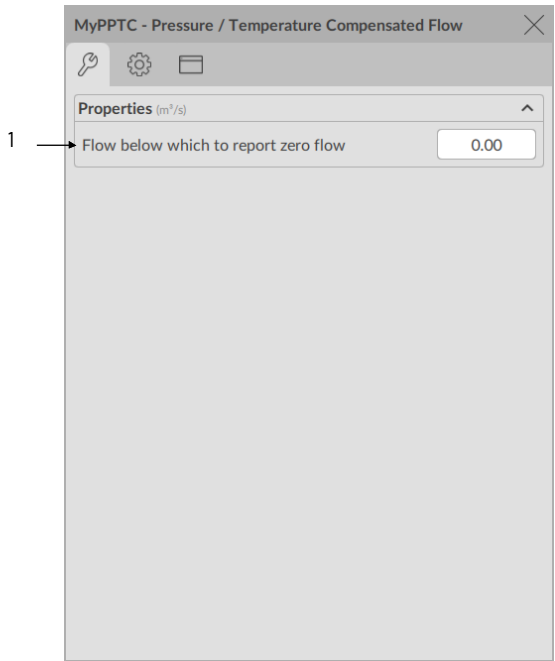 MyPPTC - Pressure / Temperature Compensated Flow
Properties (m³/s)
1
Flow below which to report zero flow
0.00